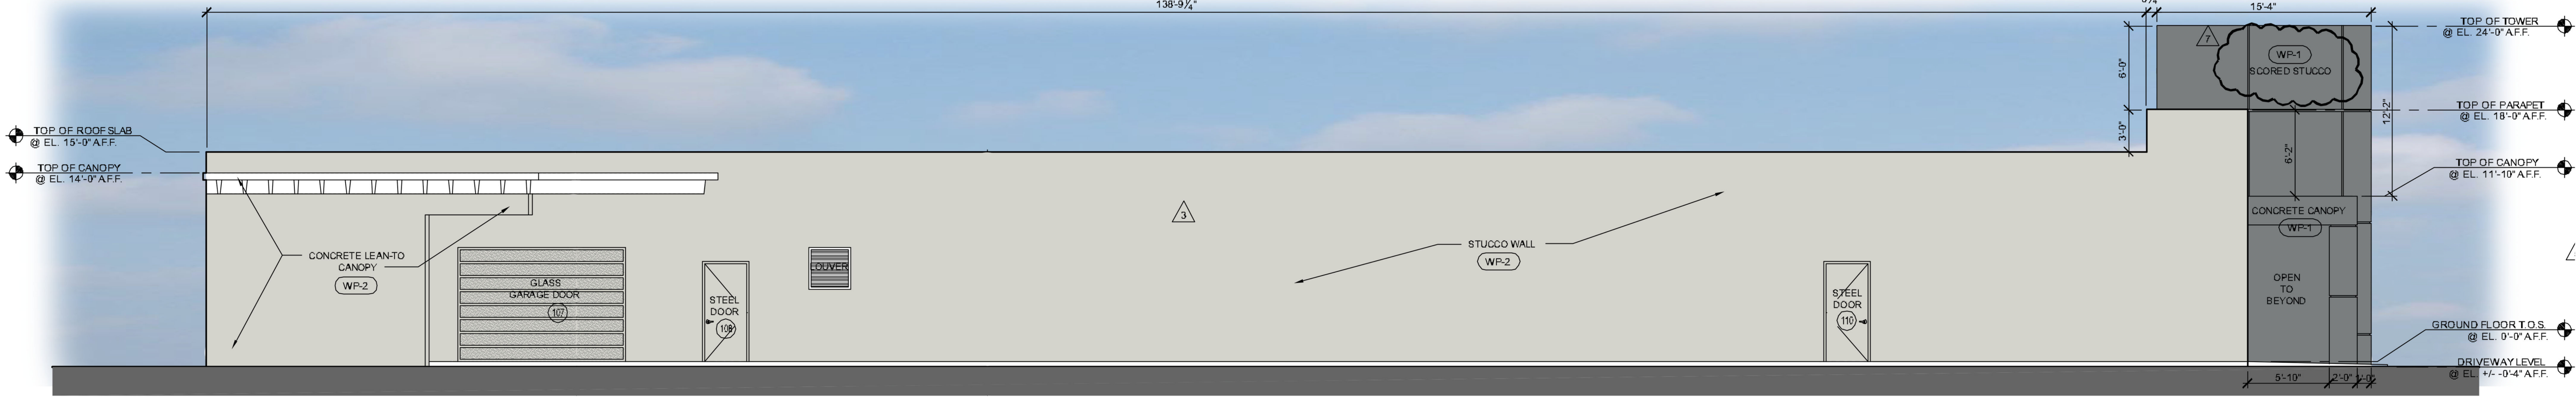 138'-9¼"
15'-4"
TOP OF TOWER
@ EL. 24'-0" A.F.F.
7
WP-1
SCORED STUCCO
6'-0"
TOP OF PARAPET
@ EL. 18'-0" A.F.F.
12'-2"
TOP OF ROOF SLAB
@ EL. 15'-0" A.F.F.
3'-0"
6'-2"
TOP OF CANOPY
@ EL. 14'-0" A.F.F.
TOP OF CANOPY
@ EL. 11'-10" A.F.F.
3
CONCRETE CANOPY
WP-1
CONCRETE LEAN-TO
CANOPY
WP-2
STUCCO WALL
WP-2
LOUVER
GLASS
GARAGE DOOR
107
STEEL
DOOR
108
STEEL
DOOR
110
OPEN
TO
BEYOND
GROUND FLOOR T.O.S.
@ EL. 0'-0" A.F.F.
DRIVEWAY LEVEL
@ EL. +/- -0'-4" A.F.F.
5'-10"
2'-0"
1'-0"